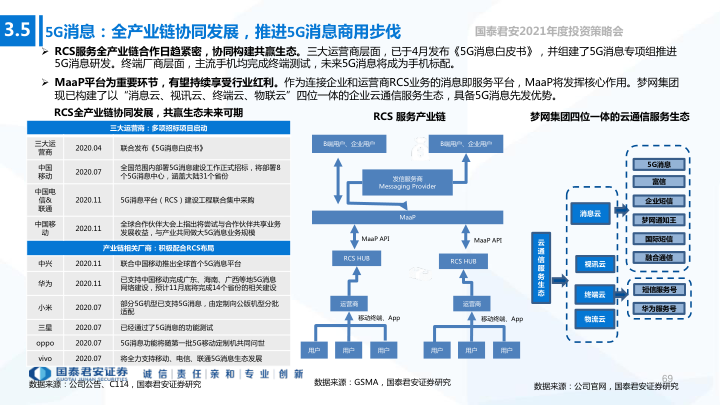 3.5
5G消息：全产业链协同发展，推进5G消息商用步伐
国泰君安2021年度投资策略会
➢ RCS服务全产业链合作日趋紧密，协同构建共赢生态。三大运营商层面，已于4月发布《5G消息白皮书》，并组建了5G消息专项组推进
5G消息研发。终端厂商层面，主流手机均完成终端测试，未来5G消息将成为手机标配。
➢ MaaP平台为重要环节，有望持续享受行业红利。作为连接企业和运营商RCS业务的消息即服务平台，MaaP将发挥核心作用。梦网集团
现已构建了以“消息云、视讯云、终端云、物联云”四位一体的企业云通信服务生态，具备5G消息先发优势。
RCS全产业链协同发展，共赢生态未来可期
三大运营商：多项招标项目启动
三大运
营商
2020.04
联合发布《5G消息白皮书》
中国
移动
2020.07
全国范围内部署5G消息建设工作正式招标，将部署8
个5G消息中心，涵盖大陆31个省份
中国电
信&
联通
2020.11
5G消息平台（RCS）建设工程联合集中采购
中国移
动
2020.11
全球合作伙伴大会上指出将尝试与合作伙伴共享业务
发展收益，与产业共同做大5G消息业务规模
产业链相关厂商：积极配合RCS布局
中兴
2020.11
联合中国移动推出全球首个5G消息平台
华为
2020.11
已支持中国移动完成广东、海南、广西等地5G消息
网络建设，预计11月底将完成14个省份的相关建设
小米
2020.07
部分5G机型已支持5G消息，由定制向公版机型分批
适配
三星
2020.07
已经通过了5G消息的功能测试
oppo
2020.07
5G消息功能将随第一批5G移动定制机共同问世
vivo
2020.07
将全力支持移动、电信、联通5G消息生态发展
RCS 服务产业链
B端用户、企业用户
B端用户、企业用户
发信服务商
Messaging Provider
MaaP
MaaP API
MaaP API
RCS HUB
RCS HUB
运营商
运营商
移动终端、App
移动终端、App
用户
用户
用户
用户
用户
用户
梦网集团四位一体的云通信服务生态
云通信服务生态
消息云
视讯云
终端云
物流云
5G消息
富信
企业短信
梦网通知王
国际短信
融合通信
短信服务号
华为服务号
国泰君安证券
GUOTAI JUNAN SECURITIES
诚信|责任|亲和|专业|创新
数据来源：公司公告、C114，国泰君安证券研究
数据来源：GSMA，国泰君安证券研究
数据来源：公司官网，国泰君安证券研究
69